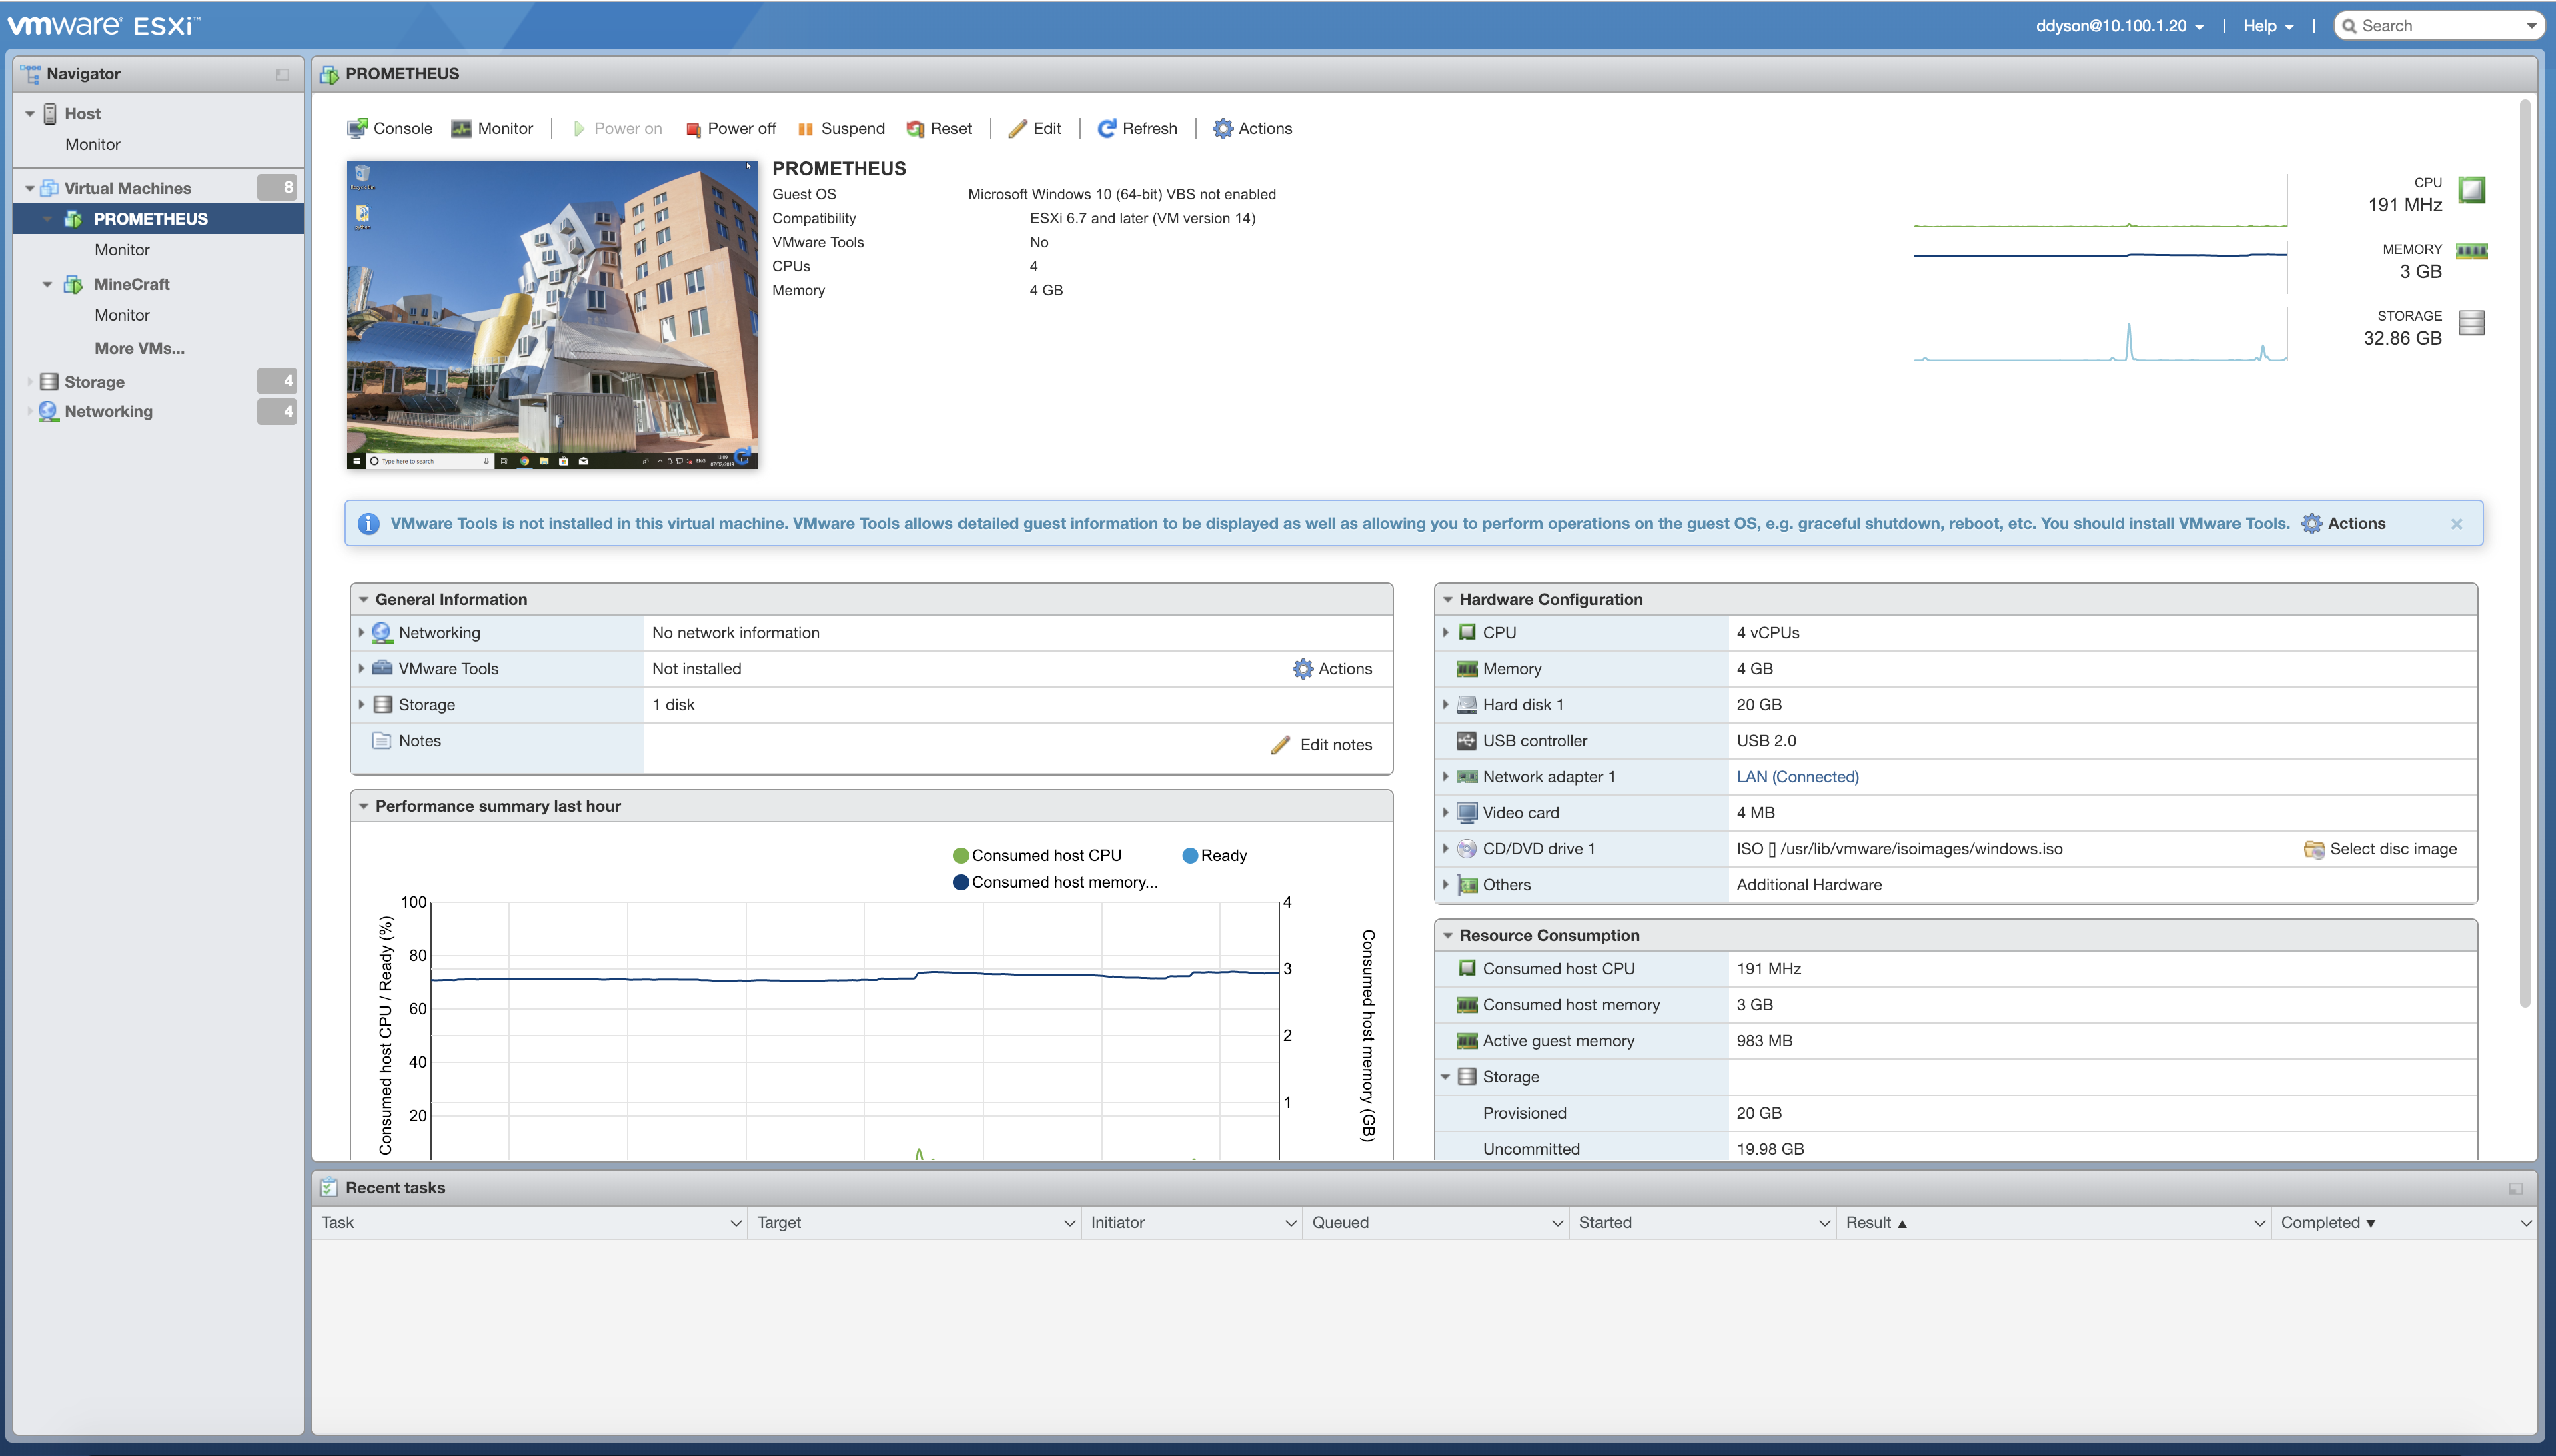 vmware® ESXi™
ddyson@10.100.1.20 | Help | Search
Navigator
Host
Monitor
Virtual Machines 8
PROMETHEUS
Monitor
MineCraft
Monitor
More VMs...
Storage 4
Networking 4
PROMETHEUS
Console Monitor | Power on Power off Suspend Reset | Edit | Refresh | Actions
Type here to search
ENG
PROMETHEUS
Guest OS Microsoft Windows 10 (64-bit) VBS not enabled
Compatibility ESXi 6.7 and later (VM version 14)
VMware Tools No
CPUs 4
Memory 4 GB
CPU
191 MHz
MEMORY
3 GB
STORAGE
32.86 GB
VMware Tools is not installed in this virtual machine. VMware Tools allows detailed guest information to be displayed as well as allowing you to perform operations on the guest OS, e.g. graceful shutdown, reboot, etc. You should install VMware Tools. Actions
General Information
Networking No network information
VMware Tools Not installed Actions
Storage 1 disk
Notes Edit notes
Performance summary last hour
Consumed host CPU Ready
Consumed host memory...
Consumed host CPU / Ready (%)
100
80
60
40
20
4
3
2
1
Consumed host memory (GB)
Hardware Configuration
CPU 4 vCPUs
Memory 4 GB
Hard disk 1 20 GB
USB controller USB 2.0
Network adapter 1 LAN (Connected)
Video card 4 MB
CD/DVD drive 1 ISO [] /usr/lib/vmware/isoimages/windows.iso Select disc image
Others Additional Hardware
Resource Consumption
Consumed host CPU 191 MHz
Consumed host memory 3 GB
Active guest memory 983 MB
Storage
Provisioned 20 GB
Uncommitted 19.98 GB
Recent tasks
Task Target Initiator Queued Started Result ▲ Completed ▼